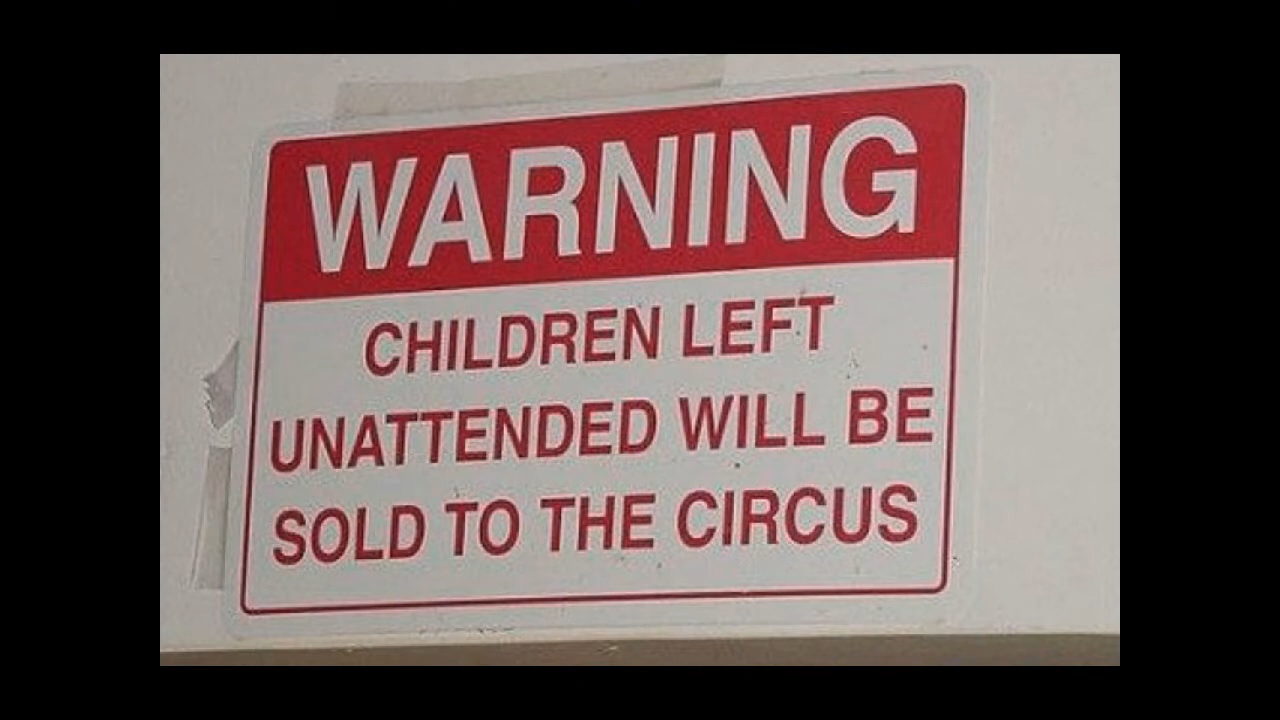 WARNING
CHILDREN LEFT
UNATTENDED WILL BE
SOLD TO THE CIRCUS